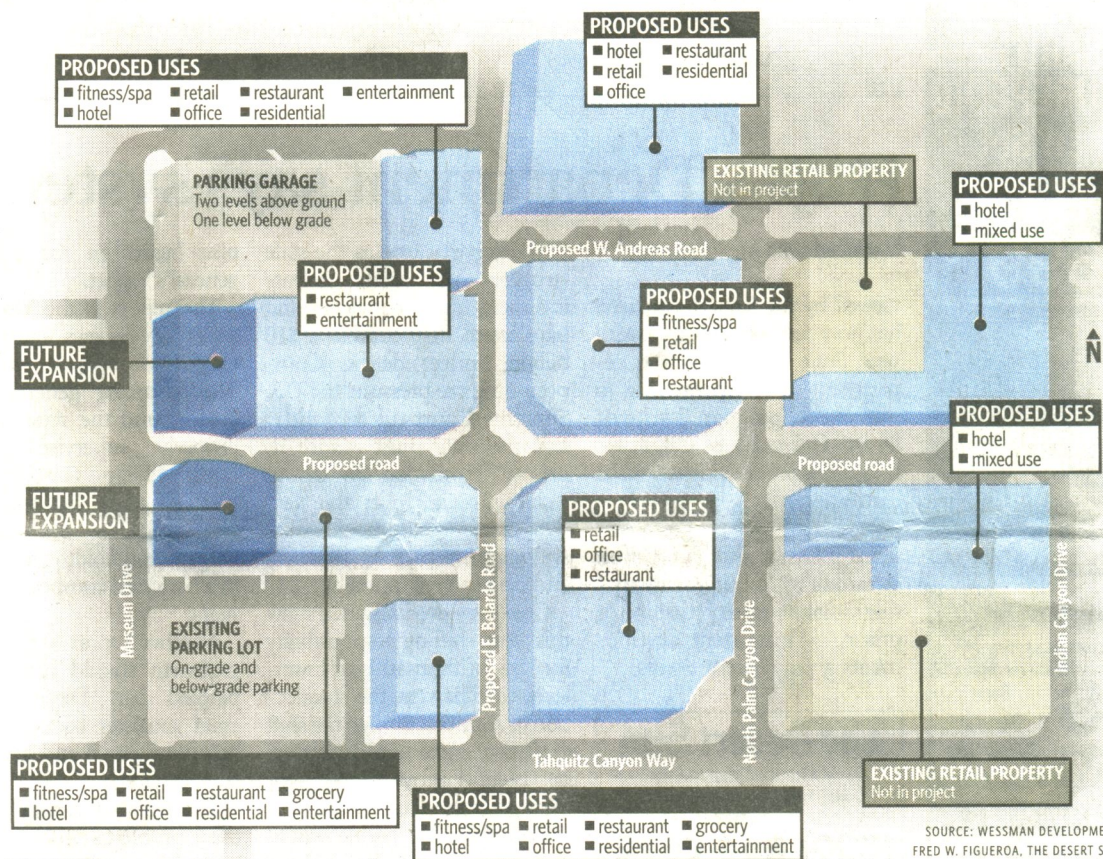 PROPOSED USES
■ hotel ■ restaurant
■ retail ■ residential
■ office
PROPOSED USES
■ fitness/spa ■ retail ■ restaurant ■ entertainment
■ hotel ■ office ■ residential
EXISTING RETAIL PROPERTY
Not in project
PROPOSED USES
■ hotel
■ mixed use
PARKING GARAGE
Two levels above ground
One level below grade
Proposed W. Andreas Road
PROPOSED USES
■ restaurant
■ entertainment
PROPOSED USES
■ fitness/spa
■ retail
■ office
■ restaurant
FUTURE
EXPANSION
N
PROPOSED USES
■ hotel
■ mixed use
Proposed road
Proposed road
FUTURE
EXPANSION
PROPOSED USES
■ retail
■ office
■ restaurant
Museum Drive
Proposed E. Belardo Road
North Palm Canyon Drive
Indian Canyon Drive
EXISITING
PARKING LOT
On-grade and
below-grade parking
Tahquitz Canyon Way
PROPOSED USES
■ fitness/spa ■ retail ■ restaurant ■ grocery
■ hotel ■ office ■ residential ■ entertainment
PROPOSED USES
■ fitness/spa ■ retail ■ restaurant ■ grocery
■ hotel ■ office ■ residential ■ entertainment
EXISTING RETAIL PROPERTY
Not in project
SOURCE: WESSMAN DEVELOPME
FRED W. FIGUEROA, THE DESERT S